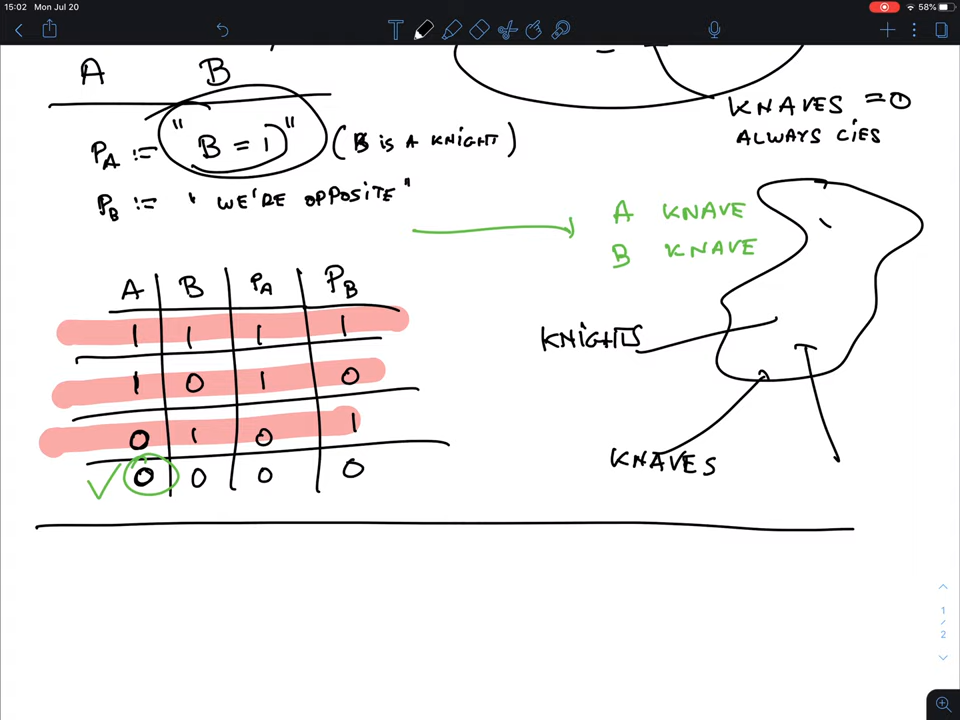 15:02 Mon Jul 20
58%
A B
KNAVES = 0
ALWAYS CIES
PA := "B = 1" (B IS A KNIGHT)
PB := " WE'RE OPPOSITE "
A KNAVE
B KNAVE
A B PA PB
1 1 1 1
1 0 1 0
0 1 0 1
✓ 0 0 0 0
KNIGHTS
KNAVES
1
/
2